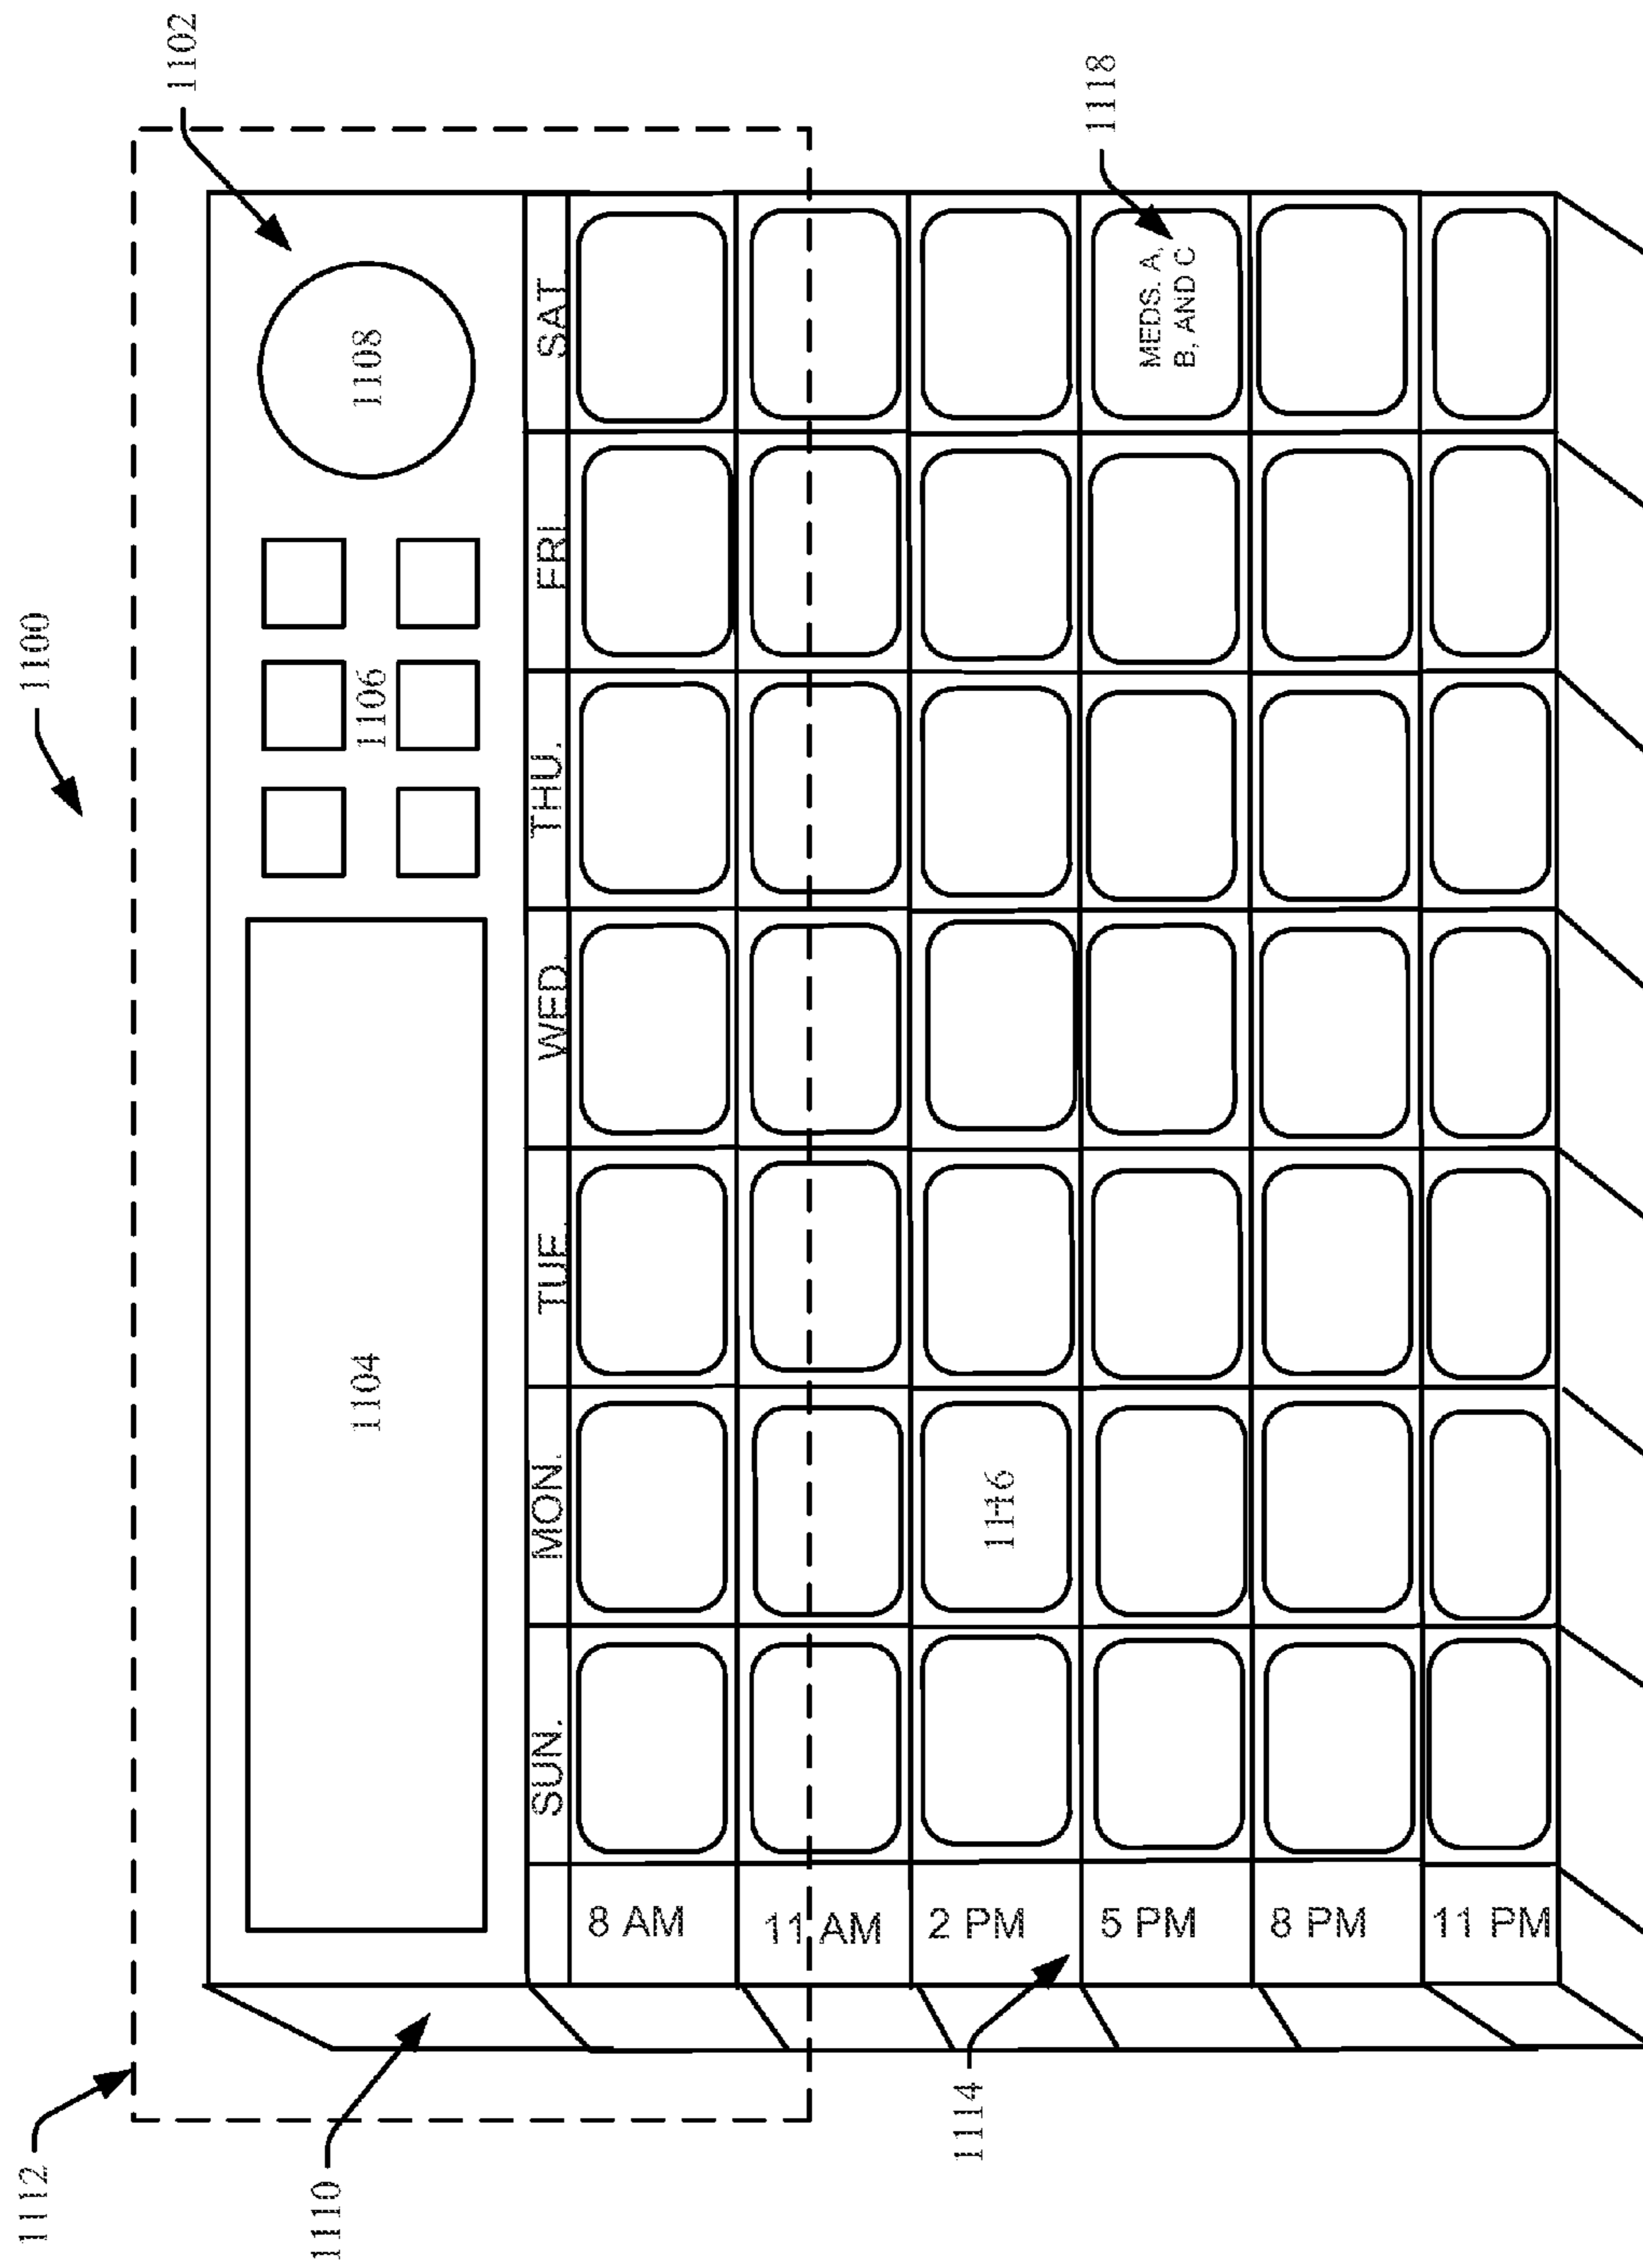 1100
1112
1102
1110
1104
1106
1108
SUN.
MON.
TUE.
WED.
THU.
FRI.
SAT.
8 AM
11 AM
2 PM
1116
5 PM
MEDS. A,
B, AND C
1118
1114
8 PM
11 PM